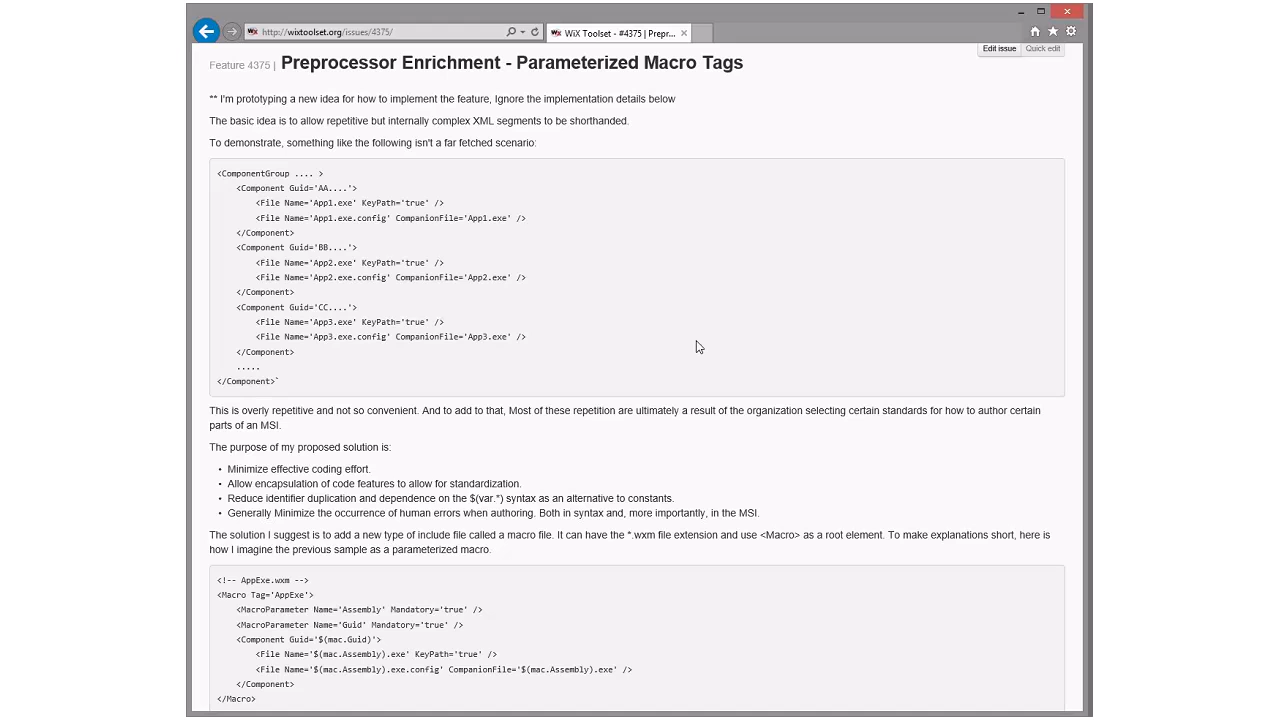 http://wixtoolset.org/issues/4375/
WiX Toolset - #4375 | Prepr...
Edit issue
Quick edit
Feature 4375 | Preprocessor Enrichment - Parameterized Macro Tags
** I'm prototyping a new idea for how to implement the feature, Ignore the implementation details below
The basic idea is to allow repetitive but internally complex XML segments to be shorthanded.
To demonstrate, something like the following isn't a far fetched scenario:
<ComponentGroup .... >
<Component Guid='AA....'>
<File Name='App1.exe' KeyPath='true' />
<File Name='App1.exe.config' CompanionFile='App1.exe' />
</Component>
<Component Guid='BB....'>
<File Name='App2.exe' KeyPath='true' />
<File Name='App2.exe.config' CompanionFile='App2.exe' />
</Component>
<Component Guid='CC....'>
<File Name='App3.exe' KeyPath='true' />
<File Name='App3.exe.config' CompanionFile='App3.exe' />
</Component>
.....
</Component>`
This is overly repetitive and not so convenient. And to add to that, Most of these repetition are ultimately a result of the organization selecting certain standards for how to author certain
parts of an MSI.
The purpose of my proposed solution is:
• Minimize effective coding effort.
• Allow encapsulation of code features to allow for standardization.
• Reduce identifier duplication and dependence on the $(var.*) syntax as an alternative to constants.
• Generally Minimize the occurrence of human errors when authoring. Both in syntax and, more importantly, in the MSI.
The solution I suggest is to add a new type of include file called a macro file. It can have the *.wxm file extension and use <Macro> as a root element. To make explanations short, here is
how I imagine the previous sample as a parameterized macro.
<!-- AppExe.wxm -->
<Macro Tag='AppExe'>
<MacroParameter Name='Assembly' Mandatory='true' />
<MacroParameter Name='Guid' Mandatory='true' />
<Component Guid='$(mac.Guid)'>
<File Name='$(mac.Assembly).exe' KeyPath='true' />
<File Name='$(mac.Assembly).exe.config' CompanionFile='$(mac.Assembly).exe' />
</Component>
</Macro>